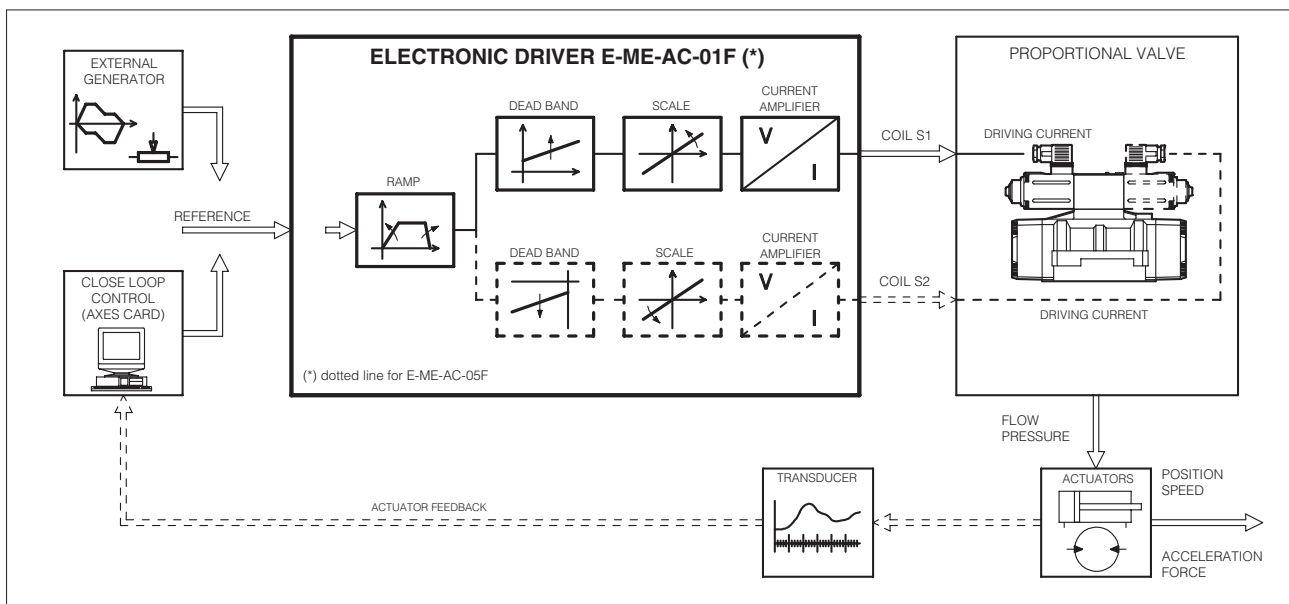 EXTERNAL
GENERATOR
REFERENCE
CLOSE LOOP
CONTROL
(AXES CARD)
ELECTRONIC DRIVER E-ME-AC-01F (*)
RAMP
DEAD BAND
SCALE
CURRENT
AMPLIFIER
V
I
DEAD BAND
SCALE
CURRENT
AMPLIFIER
V
I
(*) dotted line for E-ME-AC-05F
COIL S1
COIL S2
PROPORTIONAL VALVE
DRIVING CURRENT
DRIVING CURRENT
FLOW
PRESSURE
ACTUATORS
POSITION
SPEED
ACCELERATION
FORCE
TRANSDUCER
ACTUATOR FEEDBACK